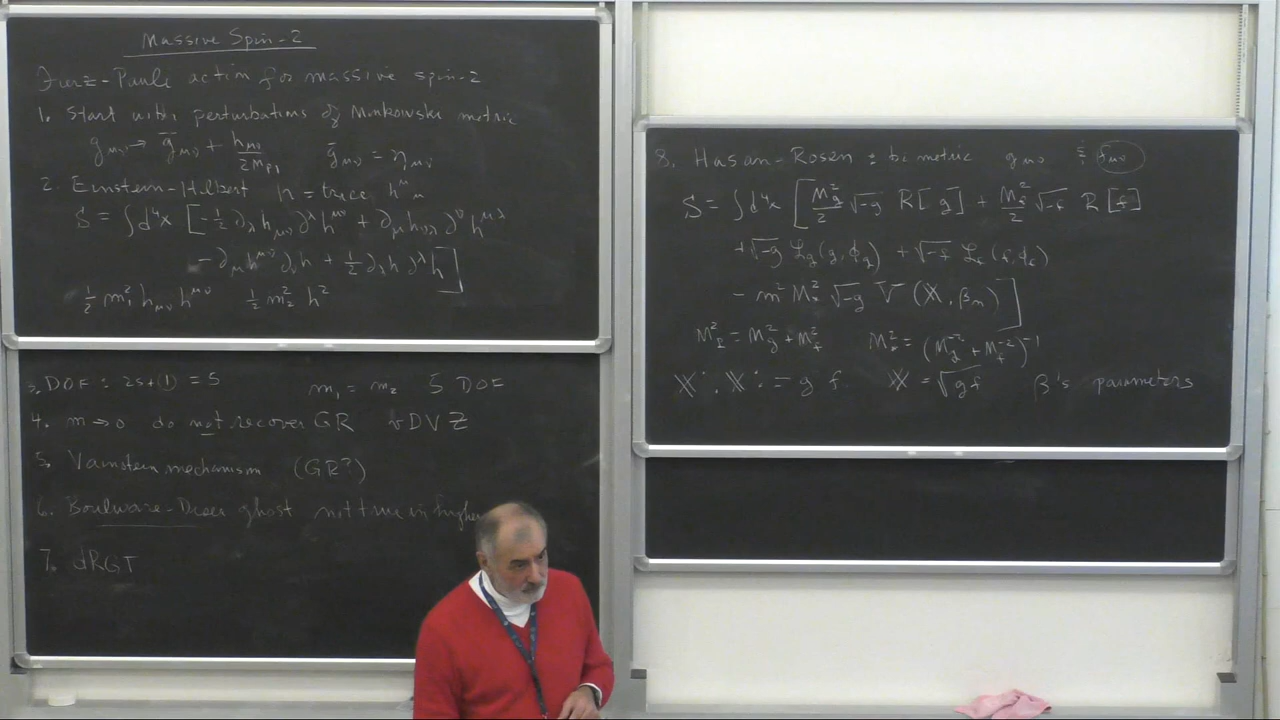 Massive Spin-2
Fierz-Pauli action for massive spin-2
1. Start with perturbations of Minkowski metric
g_μν → ḡ_μν + h_μν / 2M_Pl   ḡ_μν = η_μν
2. Einstein-Hilbert   h = trace h^μ_μ
S = ∫d⁴x [-½ ∂_λ h_μν ∂^λ h^μν + ∂_μ h_νλ ∂^ν h^μλ
- ∂_μ h^μν ∂_ν h + ½ ∂_λ h ∂^λ h]
½ m₁² h_μν h^μν   ½ m₂² h²
3. DOF : 2s+1 = 5   m₁ = m₂   5 DOF
4. m → 0 do not recover GR   vDVZ
5. Vainstein mechanism (GR?)
6. Boulware-Deser ghost not true in higher
7. dRGT
8. Hasan-Rosen : bi metric g_μν & f_μν
S = ∫d⁴x [M_g²/2 √-g R[g] + M_f²/2 √-f R[f]
+ √-g ℒ_g(g, φ_g) + √-f ℒ_f(f, φ_f)
- m² M_*² √-g V(𝕏, β_n)]
= M_g² + M_f²   M_*² = (M_g⁻² + M_f⁻²)⁻¹
𝕏 : 𝕏 · 𝕏 = g f   𝕏 = √gf   β's parameters